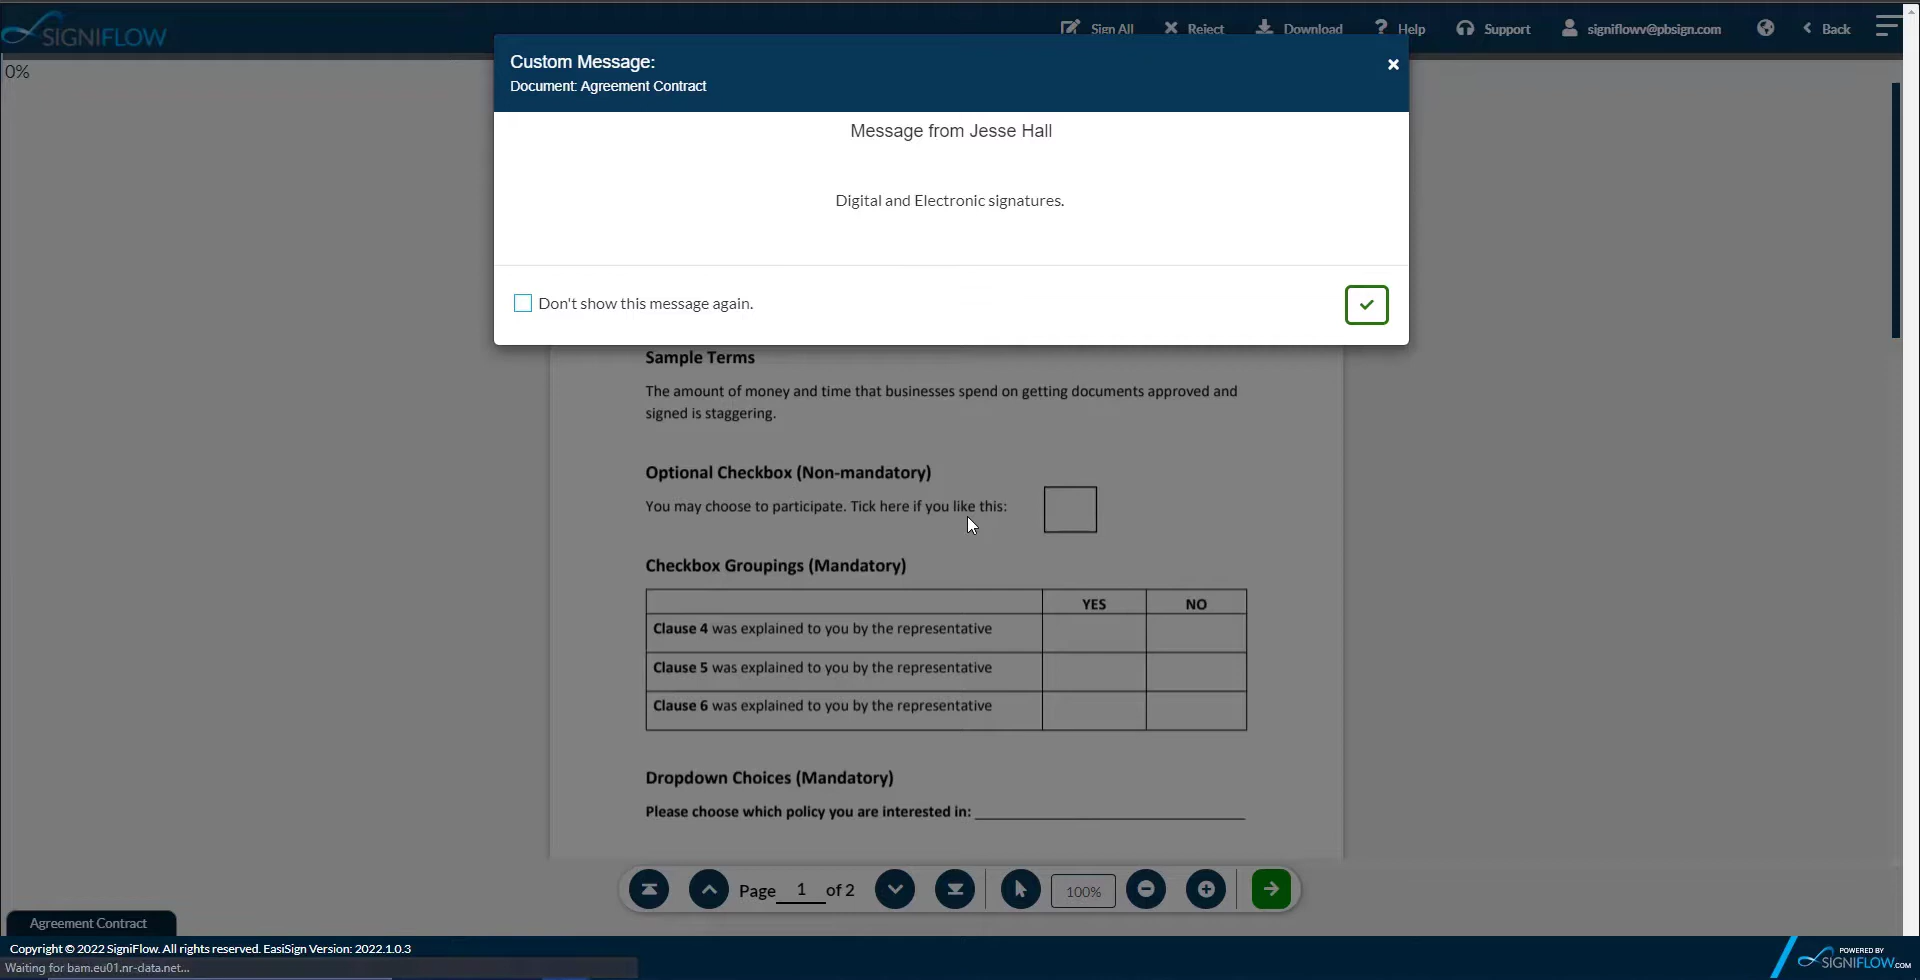 SIGNIFLOW
Sign All
Reject
Download
? Help
Support
signiflowv@pbsign.com
Back
0%
Custom Message:
Document: Agreement Contract
Message from Jesse Hall
Digital and Electronic signatures.
Don't show this message again.
Sample Terms
The amount of money and time that businesses spend on getting documents approved and
signed is staggering.
Optional Checkbox (Non-mandatory)
You may choose to participate. Tick here if you like this:
Checkbox Groupings (Mandatory)
YES NO
Clause 4 was explained to you by the representative
Clause 5 was explained to you by the representative
Clause 6 was explained to you by the representative
Dropdown Choices (Mandatory)
Please choose which policy you are interested in:
Page 1 of 2
100%
Agreement Contract
Copyright © 2022 SigniFlow. All rights reserved. EasiSign Version: 2022.1.0.3
Waiting for bam.eu01.nr-data.net...
POWERED BY
SIGNIFLOW.COM